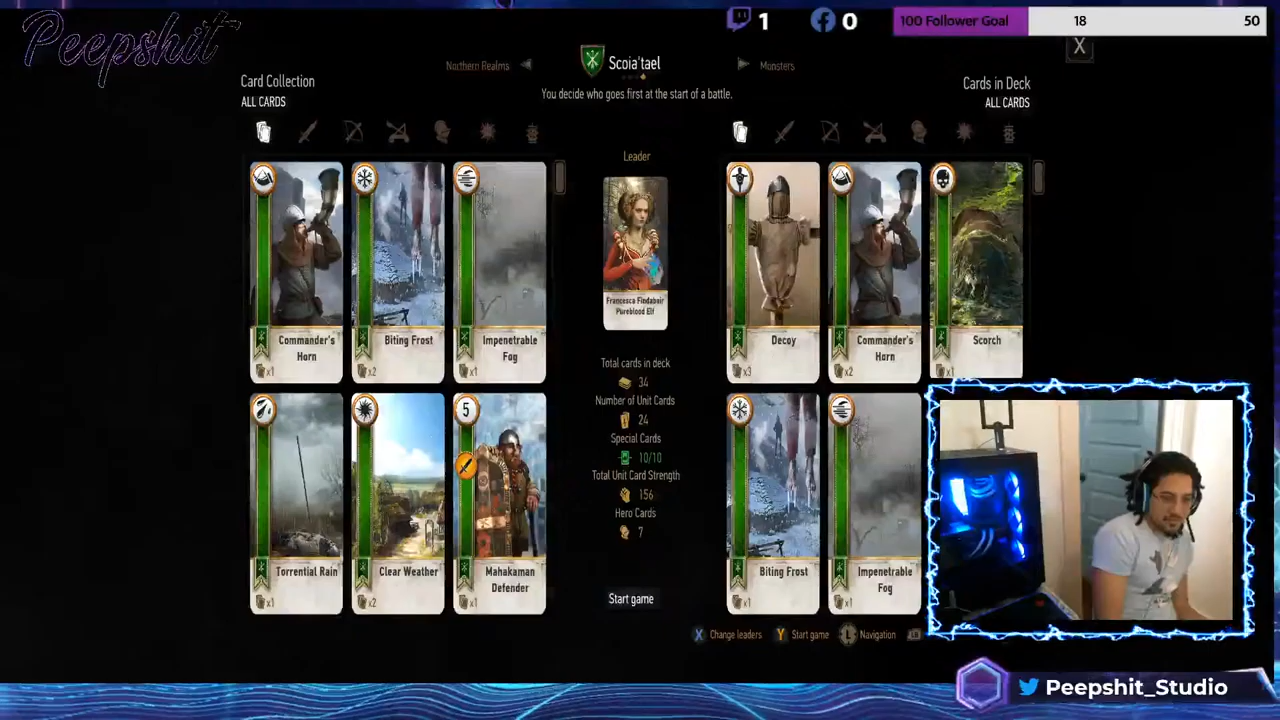 Peepshit
1
0
100 Follower Goal
18
50
Card Collection
ALL CARDS
Northern Realms
Scoia'tael
Monsters
X
You decide who goes first at the start of a battle.
Cards in Deck
ALL CARDS
Leader
Francesca Findabair
Pureblood Elf
Total cards in deck
34
Number of Unit Cards
24
Special Cards
10/10
Total Unit Card Strength
156
Hero Cards
7
Start game
Commander's
Horn
x1
Biting Frost
x2
Impenetrable
Fog
x1
Torrential Rain
x1
Clear Weather
x2
5
Mahakaman
Defender
x1
Decoy
x3
Commander's
Horn
x2
Scorch
x1
Biting Frost
x1
Impenetrable
Fog
x1
X Change leaders
Y Start game
L Navigation
Peepshit_Studio